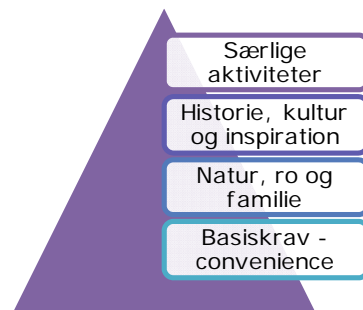 Særlige
aktiviteter
Historie, kultur
og inspiration
Natur, ro og
familie
Basiskrav -
convenience